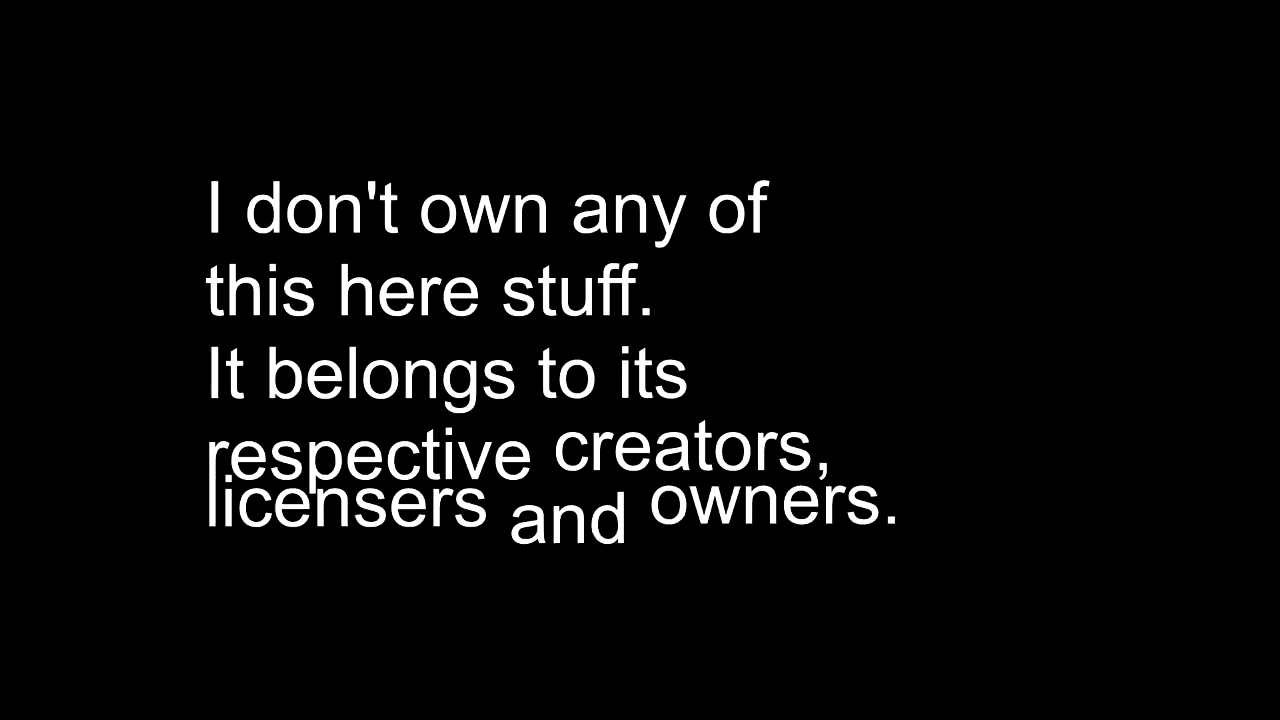 I don't own any of
this here stuff.
It belongs to its
respective creators,
licensers and owners.